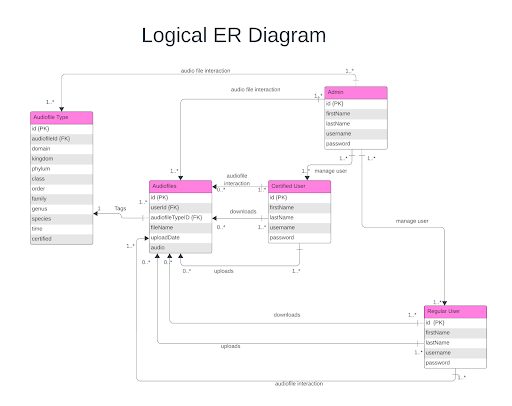 Logical ER Diagram
audio file interaction
1..*
audio file interaction
1..*
1..*
Admin
id {PK}
firstName
lastName
username
password
Audiofile Type
id {PK}
audiofileId {FK}
domain
kingdom
phylum
class
order
family
genus
species
time
certified
1..*
1..*
1..*
1..*
manage user
audiofile
interaction
Audiofiles
id {PK}
userId {FK}
audiofileTypeID {FK}
fileName
uploadDate
audio
Certified User
id {PK}
firstName
lastName
username
password
0..*
1..*
1
Tags
1..*
downloads
0..*
1..*
manage user
1..*
0..*
0..*
0..*
uploads
1..*
1..*
Regular User
id {PK}
firstName
lastName
username
password
downloads
1..*
uploads
1..*
1..*
audiofile interaction